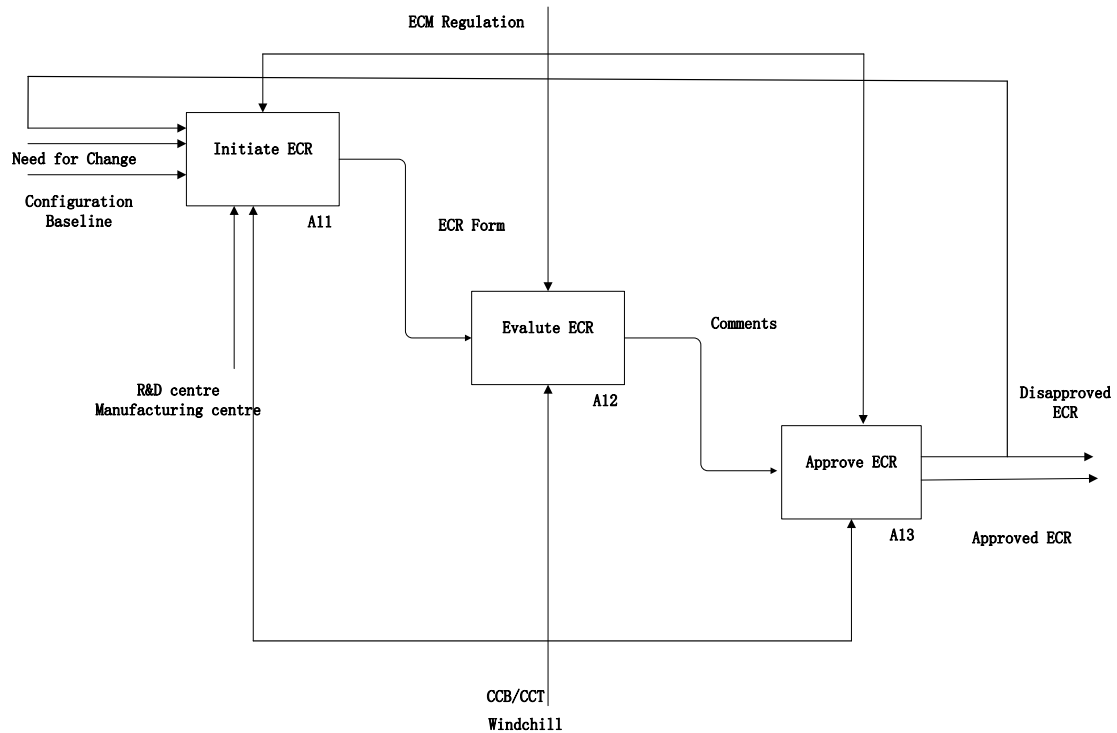 ECM Regulation
Initiate ECR
Need for Change
Configuration
Baseline
A11
ECR Form
Evalute ECR
Comments
R&D centre
Manufacturing centre
A12
Disapproved
ECR
Approve ECR
A13
Approved ECR
CCB/CCT
Windchill